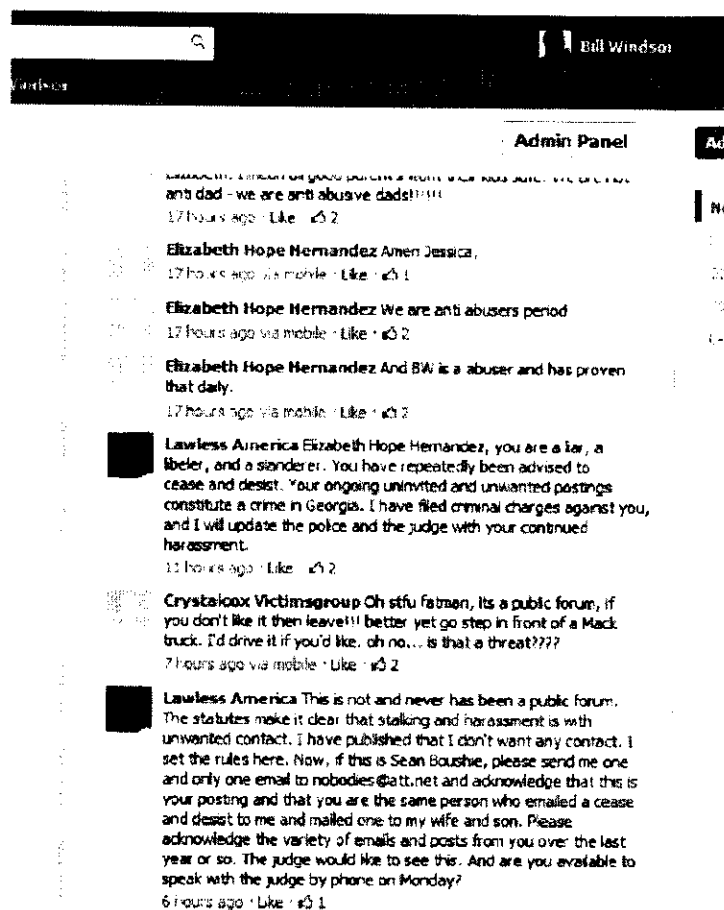 Bill Windsor
Windsor
Admin Panel
Ad
anti dad - we are anti abusive dads!!!!!!
17 hours ago · Like · 2
Elizabeth Hope Hernandez Amen Jessica,
17 hours ago via mobile · Like · 1
Elizabeth Hope Hernandez We are anti abusers period
17 hours ago via mobile · Like · 2
Elizabeth Hope Hernandez And BW is a abuser and has proven
that daily.
17 hours ago via mobile · Like · 2
Lawless America Elizabeth Hope Hernandez, you are a liar, a
libeler, and a slanderer. You have repeatedly been advised to
cease and desist. Your ongoing uninvited and unwanted postings
constitute a crime in Georgia. I have filed criminal charges against you,
and I will update the police and the judge with your continued
harassment.
11 hours ago · Like · 2
Crystalcox Victimsgroup Oh stfu fatman, its a public forum, if
you don't like it then leave!!! better yet go step in front of a Mack
truck. I'd drive it if you'd like. oh no... is that a threat????
7 hours ago via mobile · Like · 2
Lawless America This is not and never has been a public forum.
The statutes make it clear that stalking and harassment is with
unwanted contact. I have published that I don't want any contact. I
set the rules here. Now, if this is Sean Boushie, please send me one
and only one email to nobodies@att.net and acknowledge that this is
your posting and that you are the same person who emailed a cease
and desist to me and mailed one to my wife and son. Please
acknowledge the variety of emails and posts from you over the last
year or so. The judge would like to see this. And are you available to
speak with the judge by phone on Monday?
6 hours ago · Like · 1